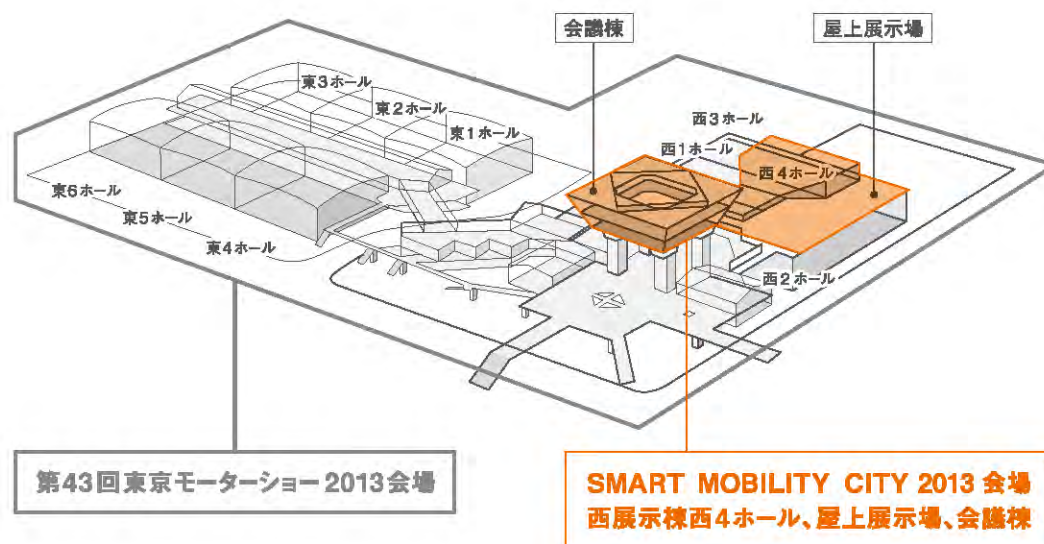 会議棟
屋上展示場
東3ホール
東2ホール
東1ホール
西3ホール
西1ホール
西4ホール
東6ホール
東5ホール
東4ホール
西2ホール
第43回東京モーターショー2013会場
SMART MOBILITY CITY 2013 会場
西展示棟西4ホール、屋上展示場、会議棟